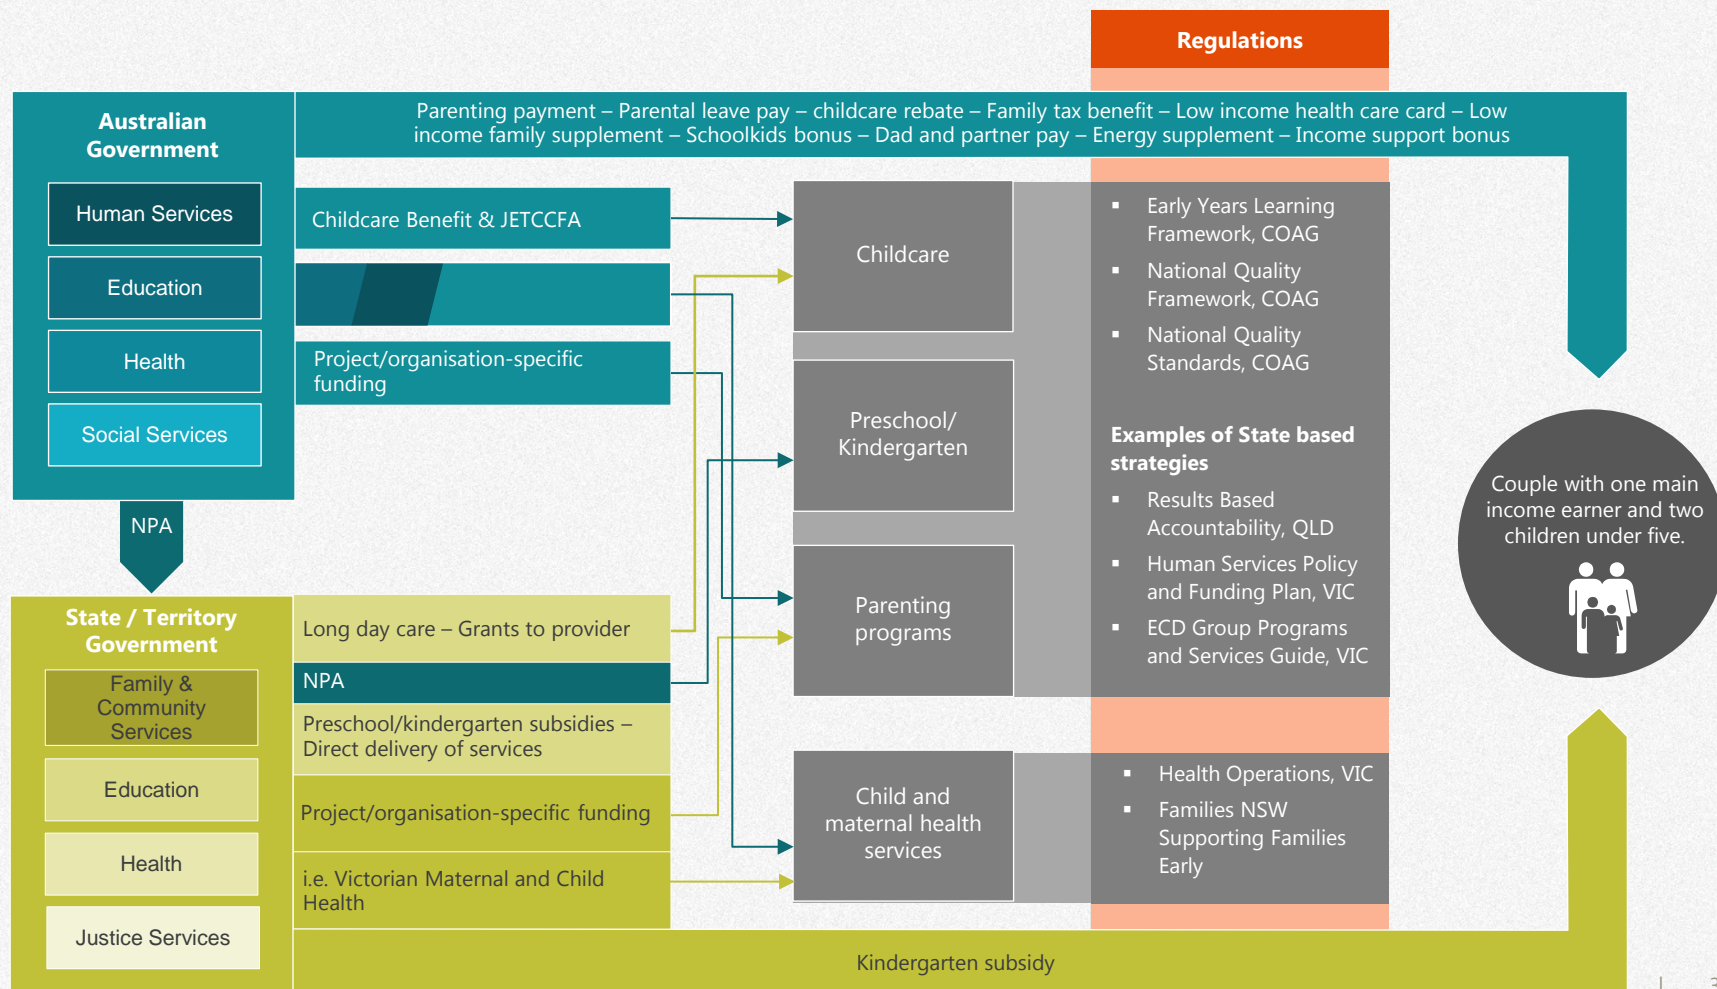 Regulations
Australian
Government
Human Services
Education
Health
Social Services
NPA
Parenting payment – Parental leave pay – childcare rebate – Family tax benefit – Low income health care card – Low
income family supplement – Schoolkids bonus – Dad and partner pay – Energy supplement – Income support bonus
Childcare Benefit & JETCCFA
Project/organisation-specific
funding
State / Territory
Government
Family &
Community
Services
Education
Health
Justice Services
Long day care – Grants to provider
NPA
Preschool/kindergarten subsidies –
Direct delivery of services
Project/organisation-specific funding
i.e. Victorian Maternal and Child
Health
Kindergarten subsidy
Childcare
Preschool/
Kindergarten
Parenting
programs
Child and
maternal health
services
▪ Early Years Learning
Framework, COAG
▪ National Quality
Framework, COAG
▪ National Quality
Standards, COAG
Examples of State based
strategies
▪ Results Based
Accountability, QLD
▪ Human Services Policy
and Funding Plan, VIC
▪ ECD Group Programs
and Services Guide, VIC
▪ Health Operations, VIC
▪ Families NSW
Supporting Families
Early
Couple with one main
income earner and two
children under five.